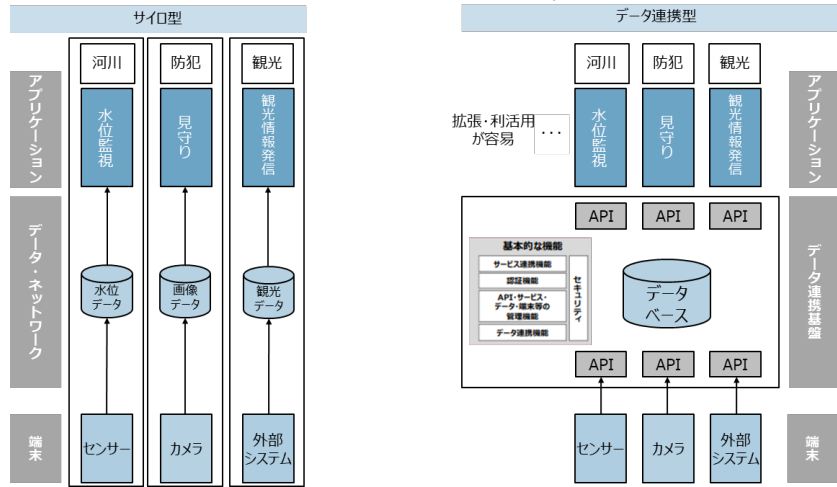 サイロ型
アプリケーション
データ・ネットワーク
端末
河川
水位監視
水位
データ
センサー
防犯
見守り
画像
データ
カメラ
観光
観光情報発信
観光
データ
外部
システム
データ連携型
拡張・利活用
が容易
・・・
河川
水位監視
防犯
見守り
観光
観光情報発信
API
API
API
基本的な機能
サービス連携機能
認証機能
API・サービス・
データ・端末等の
管理機能
データ連携機能
セキュリティ
データ
ベース
API
API
API
センサー
カメラ
外部
システム
アプリケーション
データ連携基盤
端末